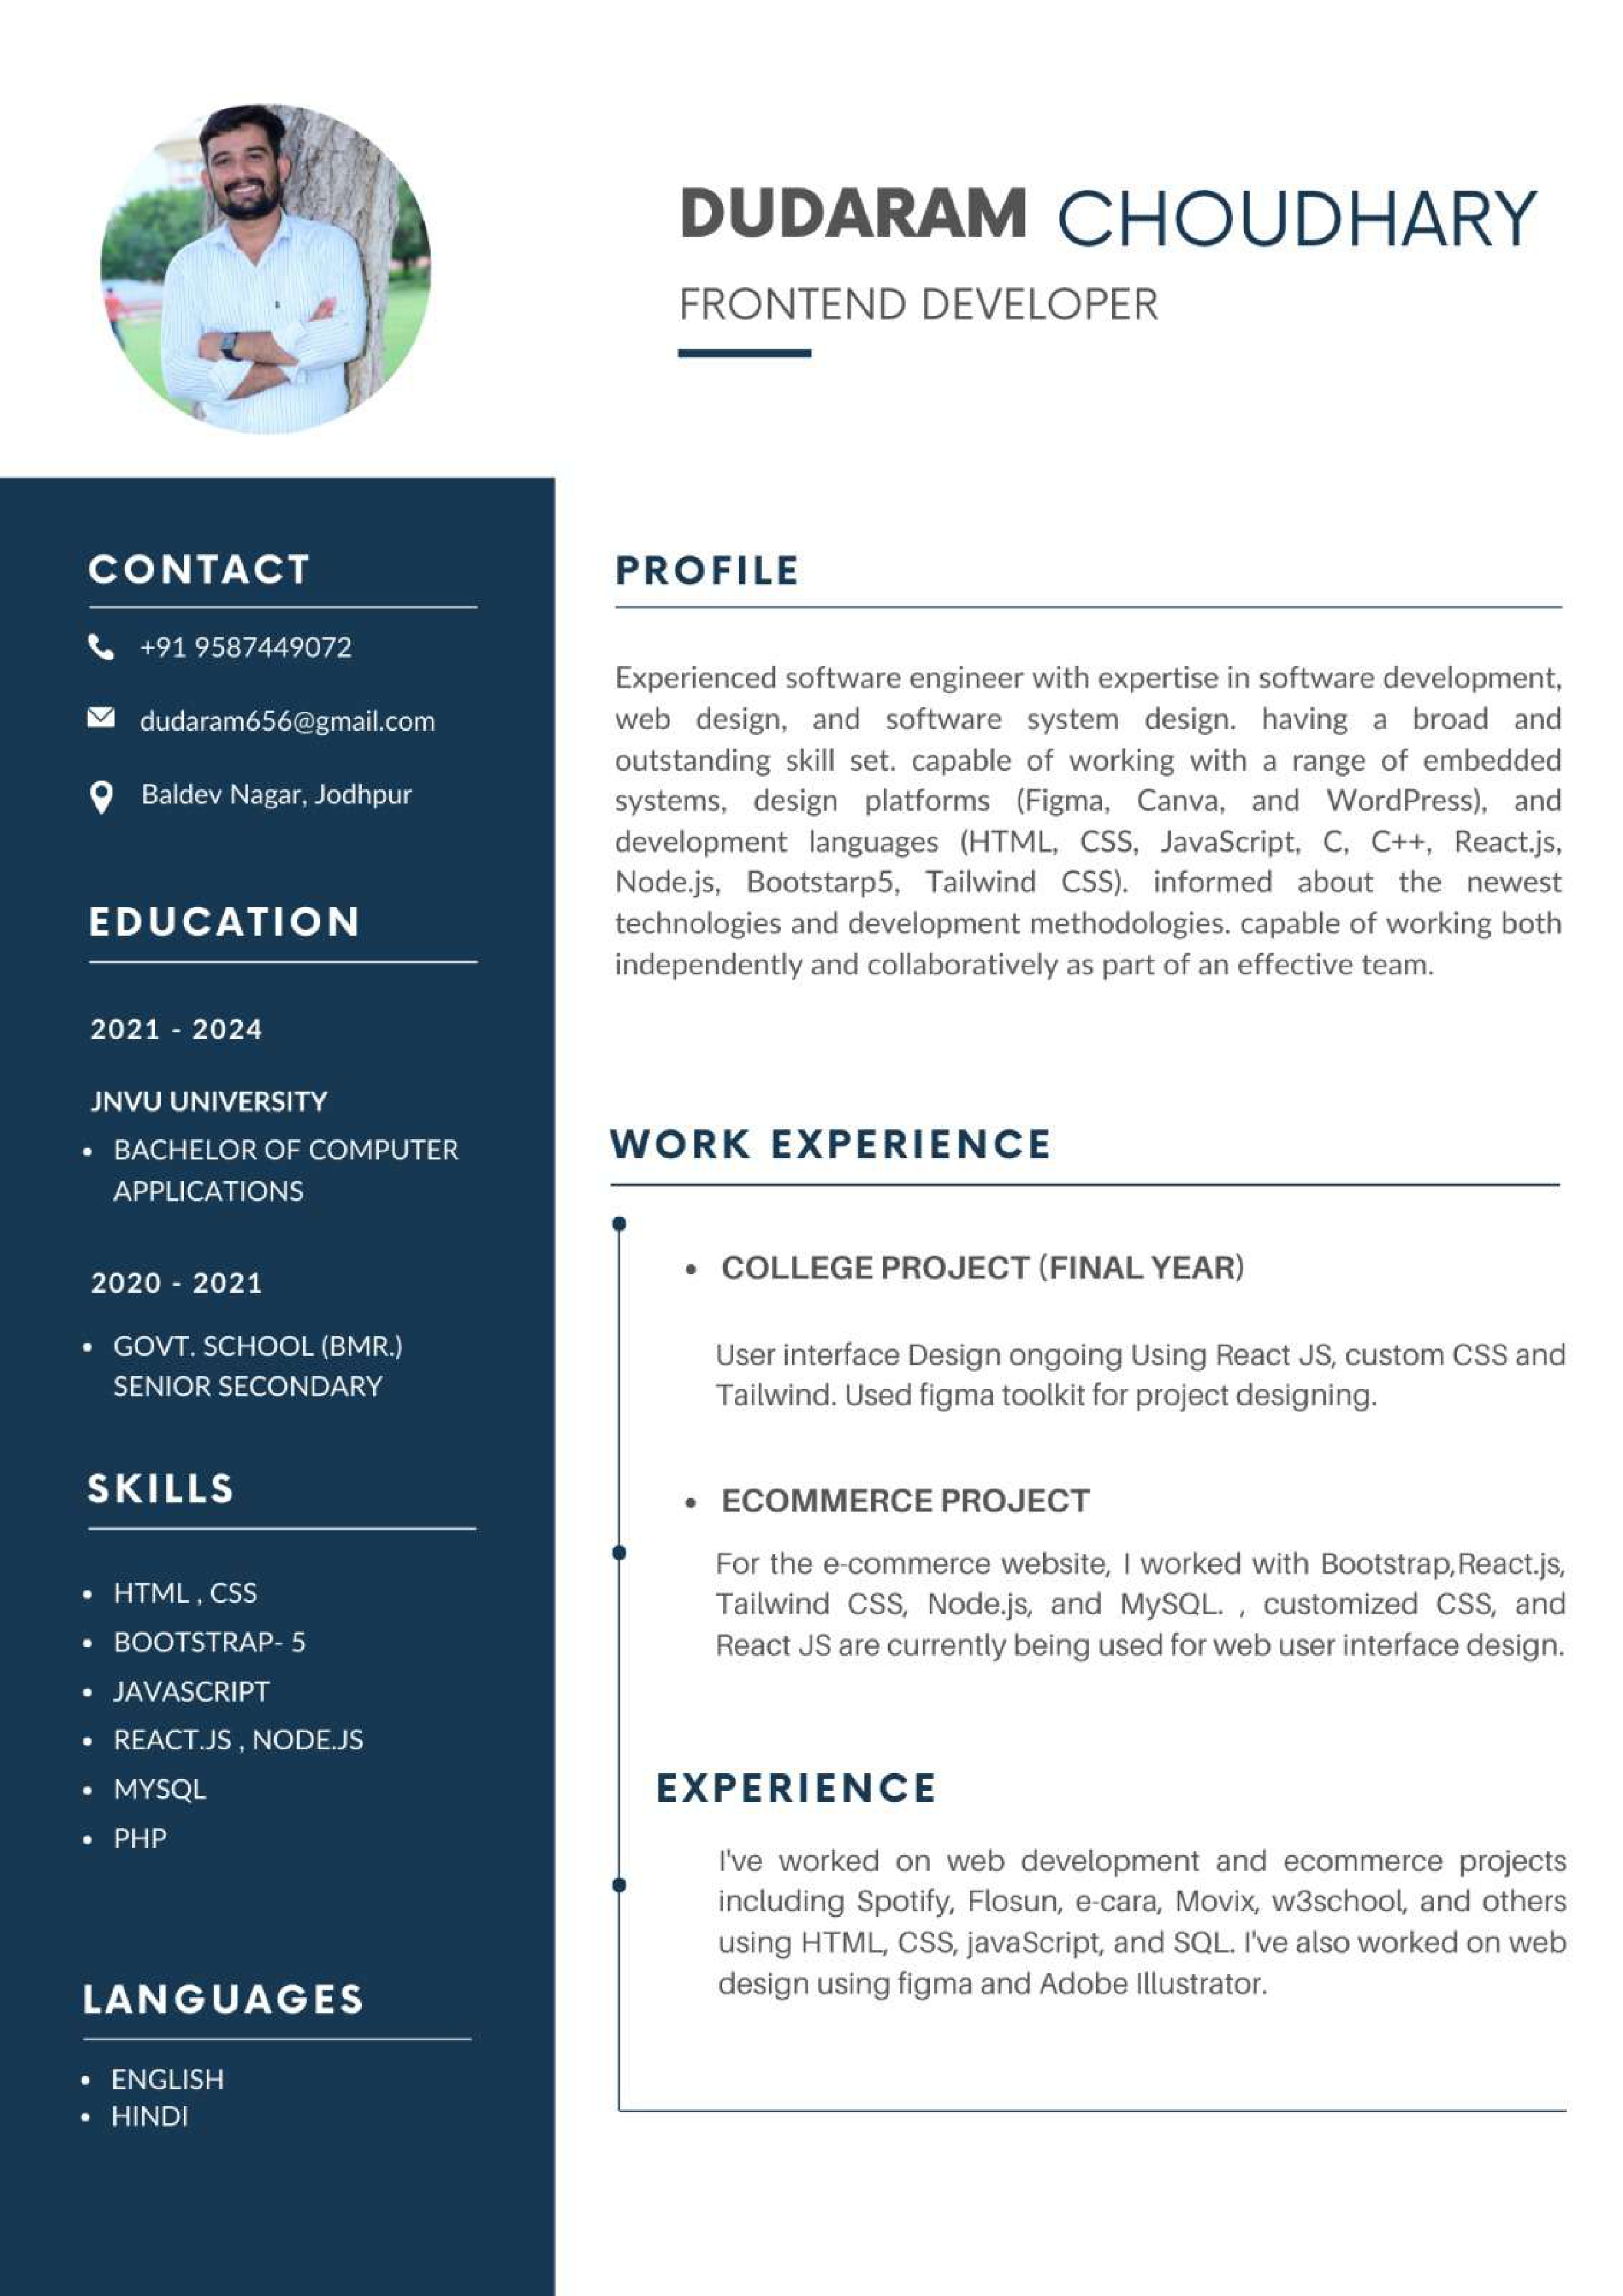 DUDARAM CHOUDHARY
FRONTEND DEVELOPER
CONTACT
+91 9587449072
dudaram656@gmail.com
Baldev Nagar, Jodhpur
EDUCATION
2021 - 2024
JNVU UNIVERSITY
• BACHELOR OF COMPUTER
APPLICATIONS
2020 - 2021
• GOVT. SCHOOL (BMR.)
SENIOR SECONDARY
SKILLS
• HTML , CSS
• BOOTSTRAP- 5
• JAVASCRIPT
• REACT.JS , NODE.JS
• MYSQL
• PHP
LANGUAGES
• ENGLISH
• HINDI
PROFILE
Experienced software engineer with expertise in software development,
web design, and software system design. having a broad and
outstanding skill set. capable of working with a range of embedded
systems, design platforms (Figma, Canva, and WordPress), and
development languages (HTML, CSS, JavaScript, C, C++, React.js,
Node.js, Bootstarp5, Tailwind CSS). informed about the newest
technologies and development methodologies. capable of working both
independently and collaboratively as part of an effective team.
WORK EXPERIENCE
• COLLEGE PROJECT (FINAL YEAR)
User interface Design ongoing Using React JS, custom CSS and
Tailwind. Used figma toolkit for project designing.
• ECOMMERCE PROJECT
For the e-commerce website, I worked with Bootstrap,React.js,
Tailwind CSS, Node.js, and MySQL. , customized CSS, and
React JS are currently being used for web user interface design.
EXPERIENCE
I've worked on web development and ecommerce projects
including Spotify, Flosun, e-cara, Movix, w3school, and others
using HTML, CSS, javaScript, and SQL. I've also worked on web
design using figma and Adobe Illustrator.